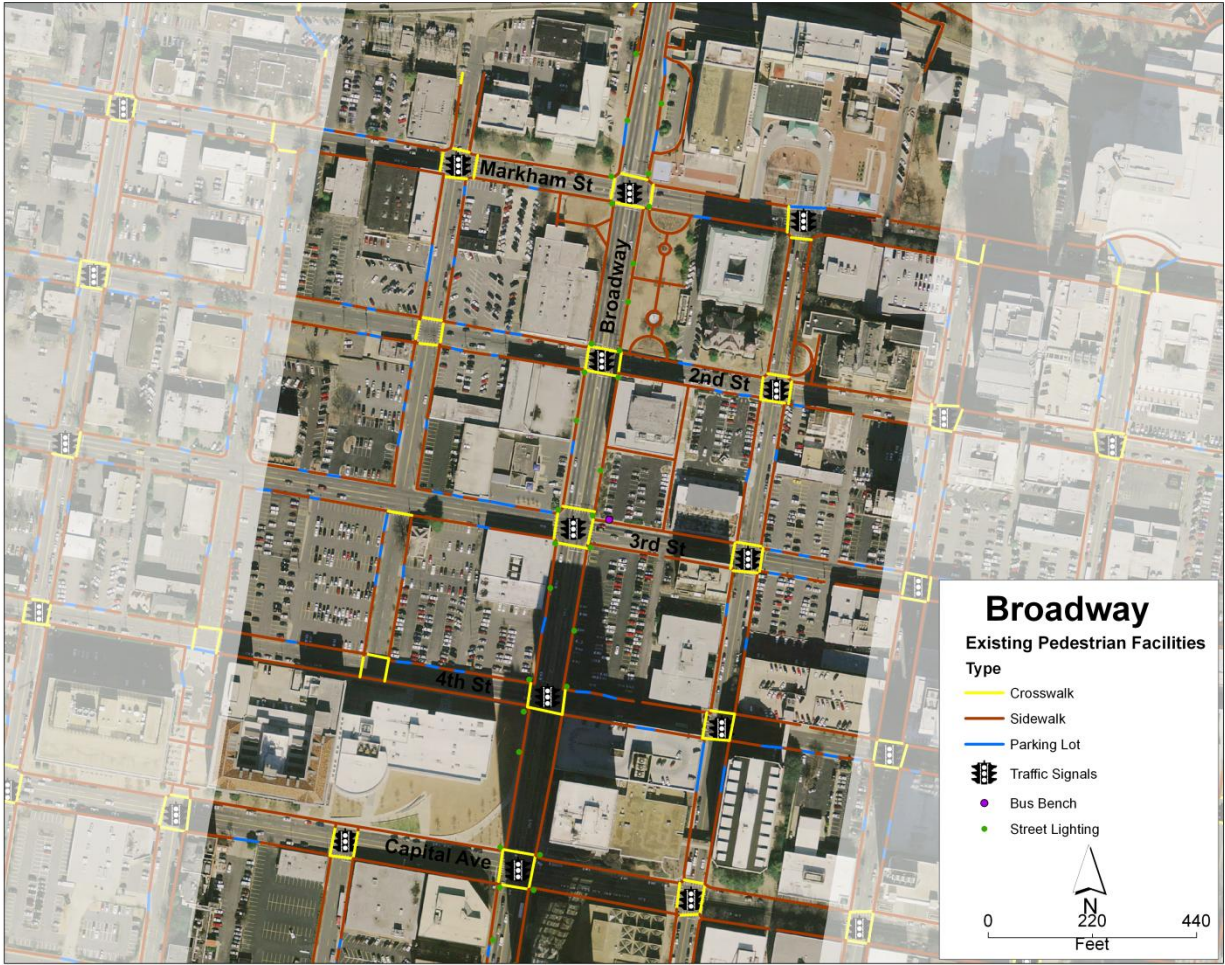 Markham St
Broadway
2nd St
3rd St
4th St
Capital Ave
Broadway
Existing Pedestrian Facilities
Type
Crosswalk
Sidewalk
Parking Lot
Traffic Signals
Bus Bench
Street Lighting
N
0 220 440
Feet